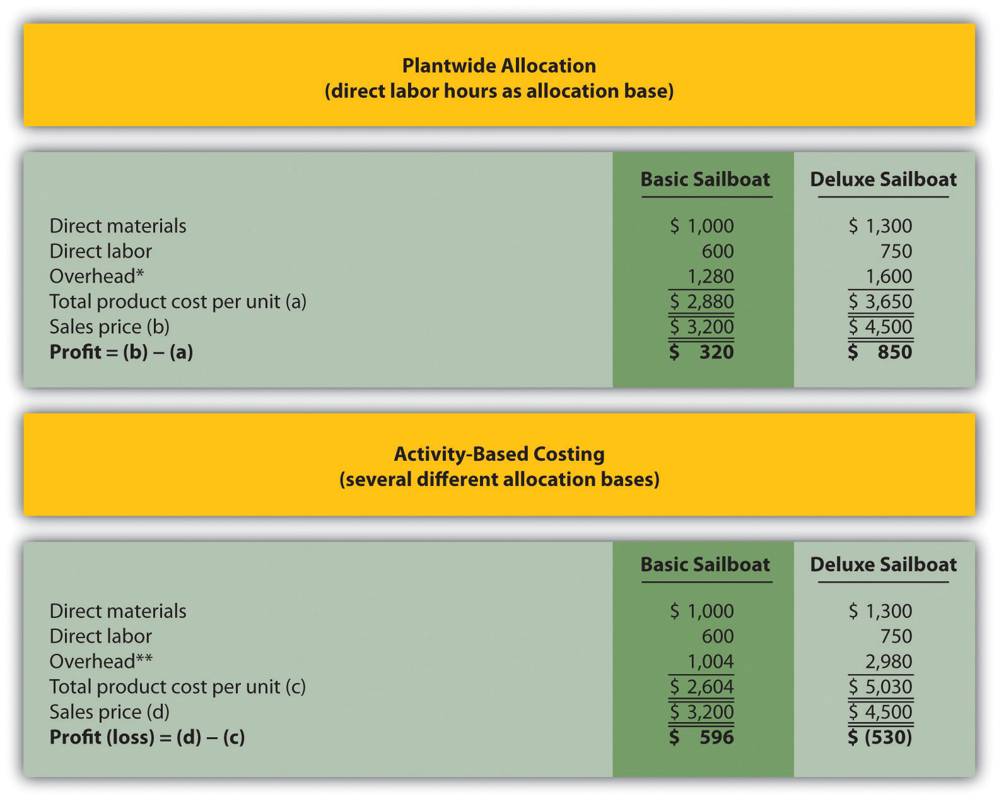 Plantwide Allocation
(direct labor hours as allocation base)
Basic Sailboat Deluxe Sailboat
Direct materials $ 1,000 $ 1,300
Direct labor 600 750
Overhead* 1,280 1,600
Total product cost per unit (a) $ 2,880 $ 3,650
Sales price (b) $ 3,200 $ 4,500
Profit = (b) – (a) $ 320 $ 850
Activity-Based Costing
(several different allocation bases)
Basic Sailboat Deluxe Sailboat
Direct materials $ 1,000 $ 1,300
Direct labor 600 750
Overhead** 1,004 2,980
Total product cost per unit (c) $ 2,604 $ 5,030
Sales price (d) $ 3,200 $ 4,500
Profit (loss) = (d) – (c) $ 596 $ (530)